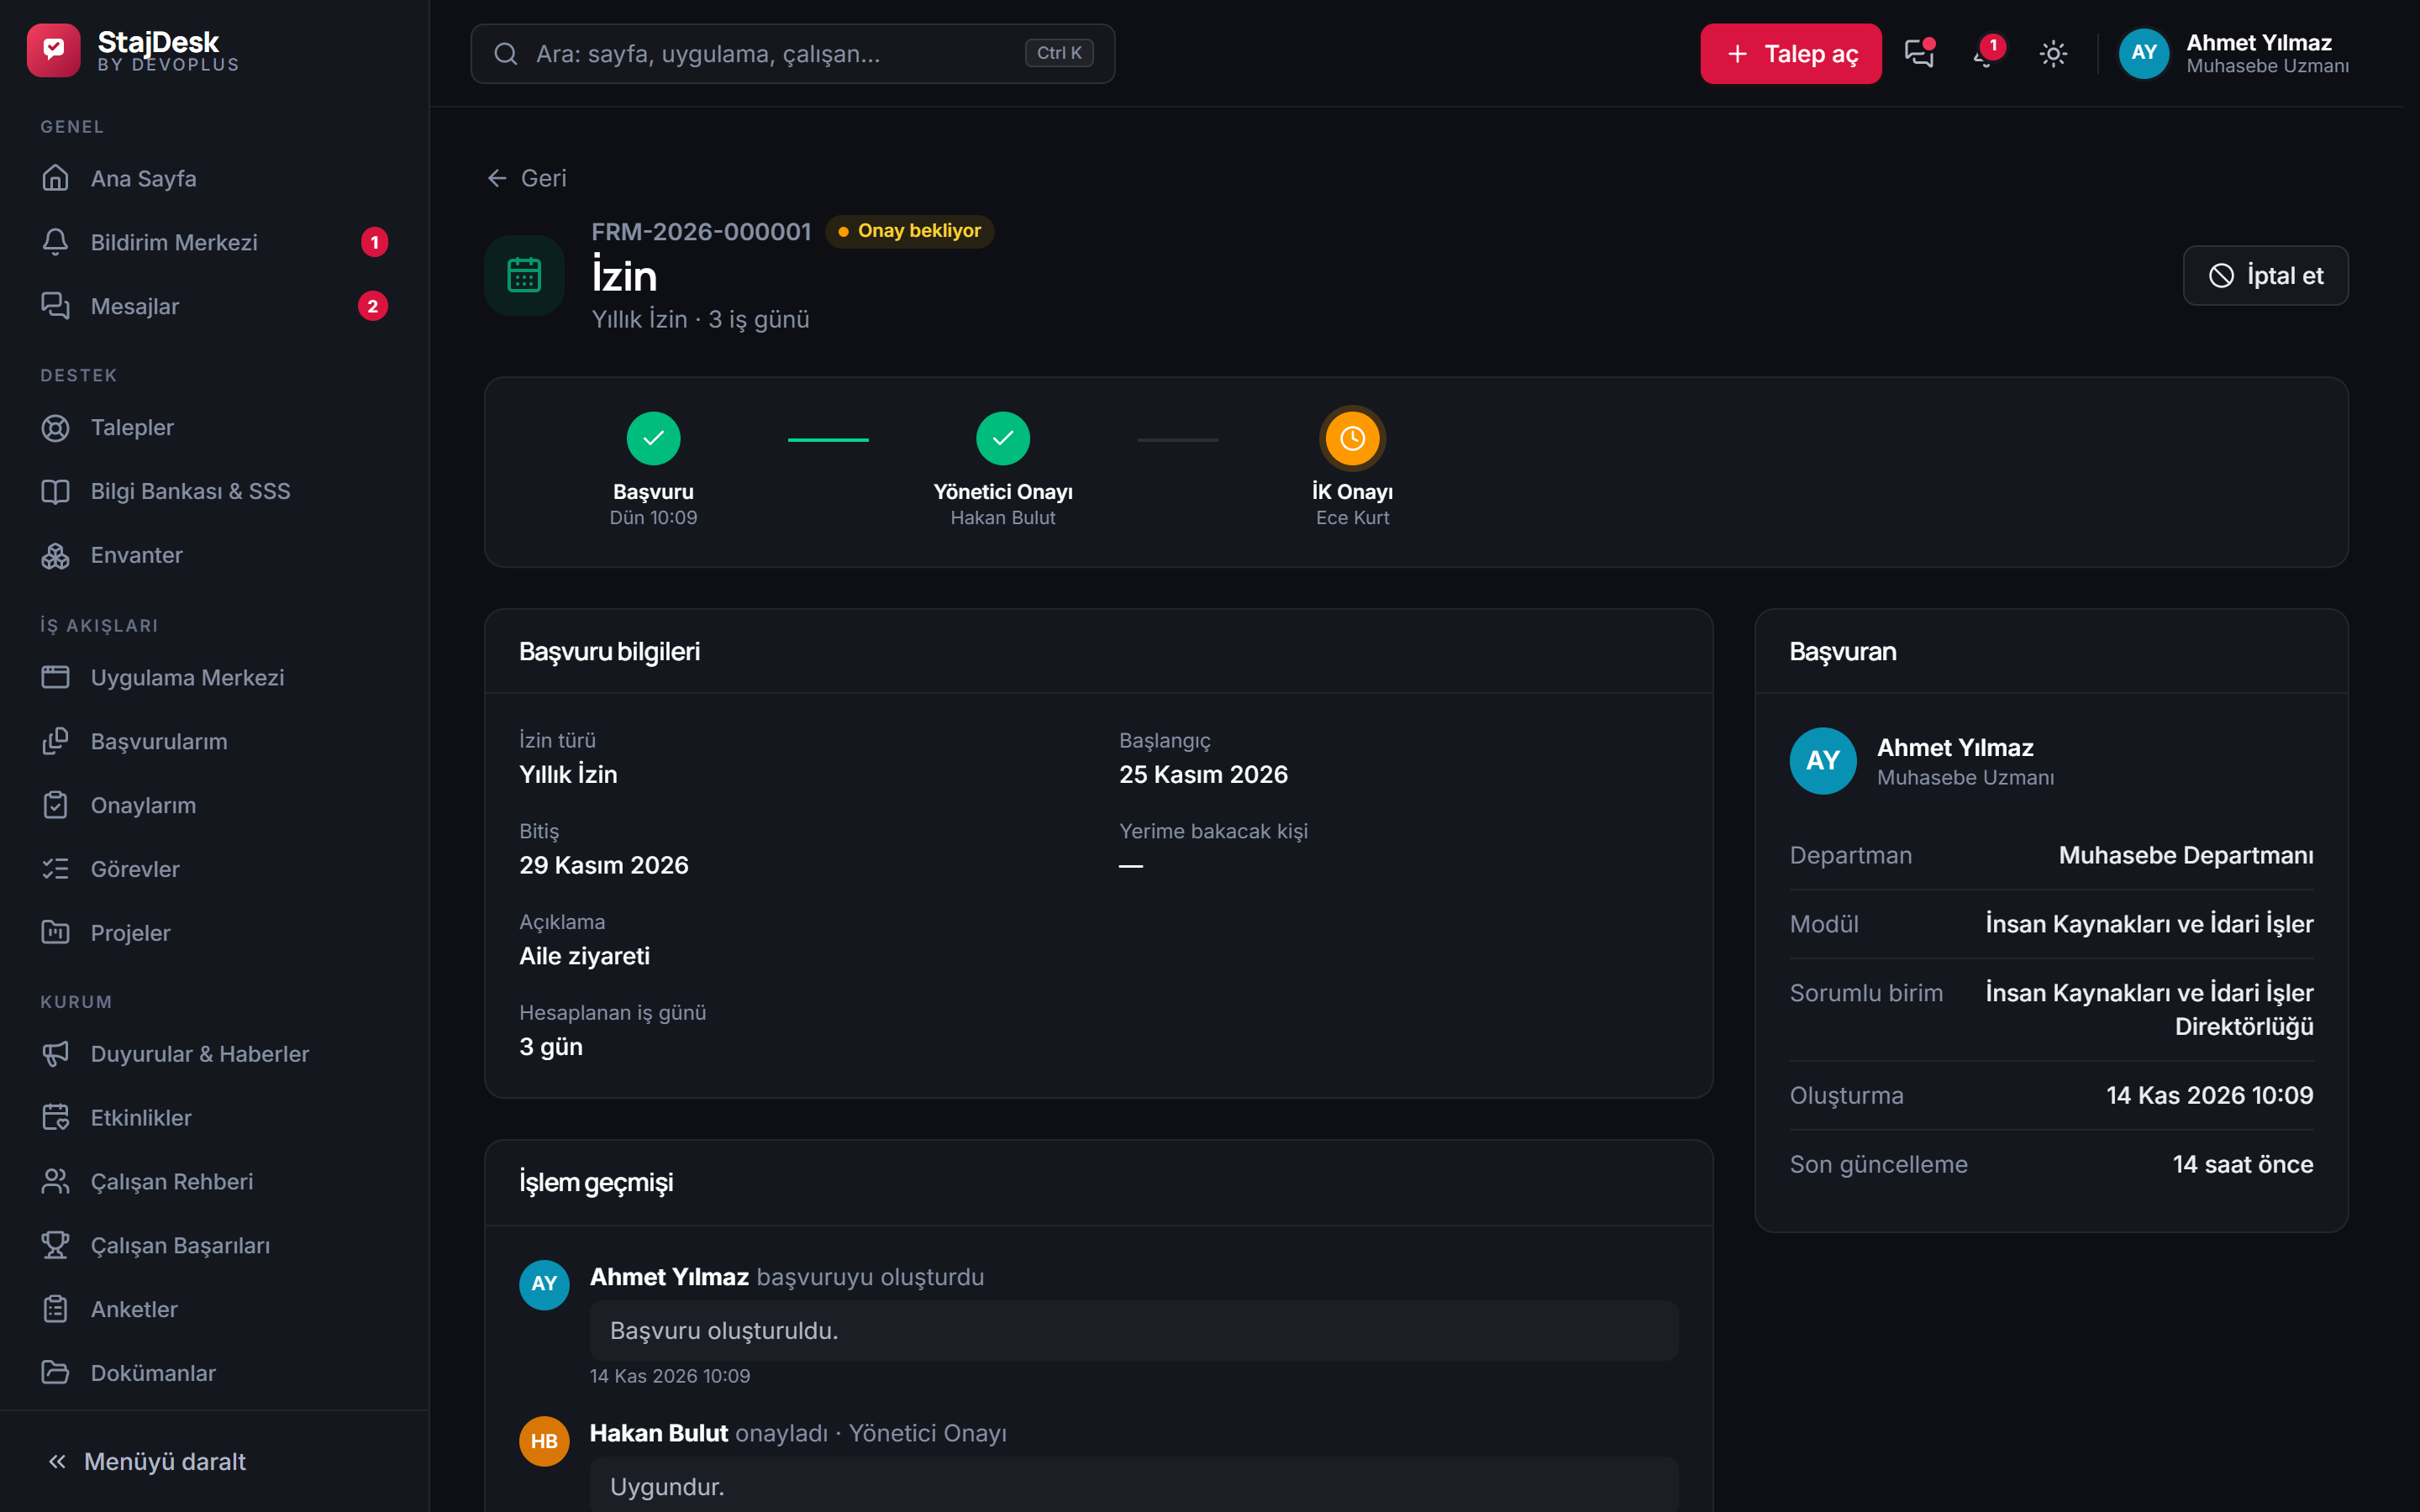 StajDesk
BY DEVOPLUS
GENEL
Ana Sayfa
Bildirim Merkezi 1
Mesajlar 2
DESTEK
Talepler
Bilgi Bankası & SSS
Envanter
İŞ AKIŞLARI
Uygulama Merkezi
Başvurularım
Onaylarım
Görevler
Projeler
KURUM
Duyurular & Haberler
Etkinlikler
Çalışan Rehberi
Çalışan Başarıları
Anketler
Dokümanlar
Menüyü daralt
Ara: sayfa, uygulama, çalışan... Ctrl K
Talep aç
1
AY
Ahmet Yılmaz
Muhasebe Uzmanı
Geri
FRM-2026-000001 Onay bekliyor
İzin
Yıllık İzin · 3 iş günü
İptal et
Başvuru
Dün 10:09
Yönetici Onayı
Hakan Bulut
İK Onayı
Ece Kurt
Başvuru bilgileri
İzin türü
Yıllık İzin
Başlangıç
25 Kasım 2026
Bitiş
29 Kasım 2026
Yerime bakacak kişi
—
Açıklama
Aile ziyareti
Hesaplanan iş günü
3 gün
İşlem geçmişi
AY
Ahmet Yılmaz başvuruyu oluşturdu
Başvuru oluşturuldu.
14 Kas 2026 10:09
HB
Hakan Bulut onayladı · Yönetici Onayı
Uygundur.
Başvuran
AY
Ahmet Yılmaz
Muhasebe Uzmanı
Departman Muhasebe Departmanı
Modül İnsan Kaynakları ve İdari İşler
Sorumlu birim İnsan Kaynakları ve İdari İşler
Direktörlüğü
Oluşturma 14 Kas 2026 10:09
Son güncelleme 14 saat önce